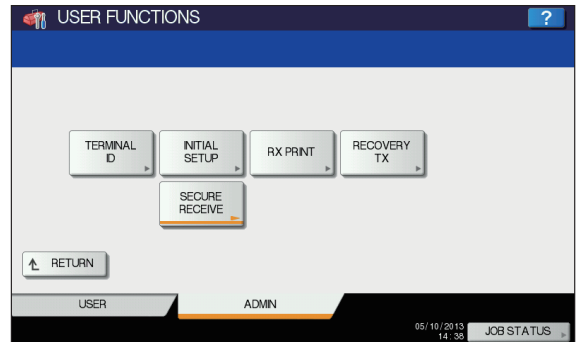 USER FUNCTIONS
?
TERMINAL
ID
INITIAL
SETUP
RX PRINT
RECOVERY
TX
SECURE
RECEIVE
RETURN
USER
ADMIN
05/10/2013
14:38
JOB STATUS